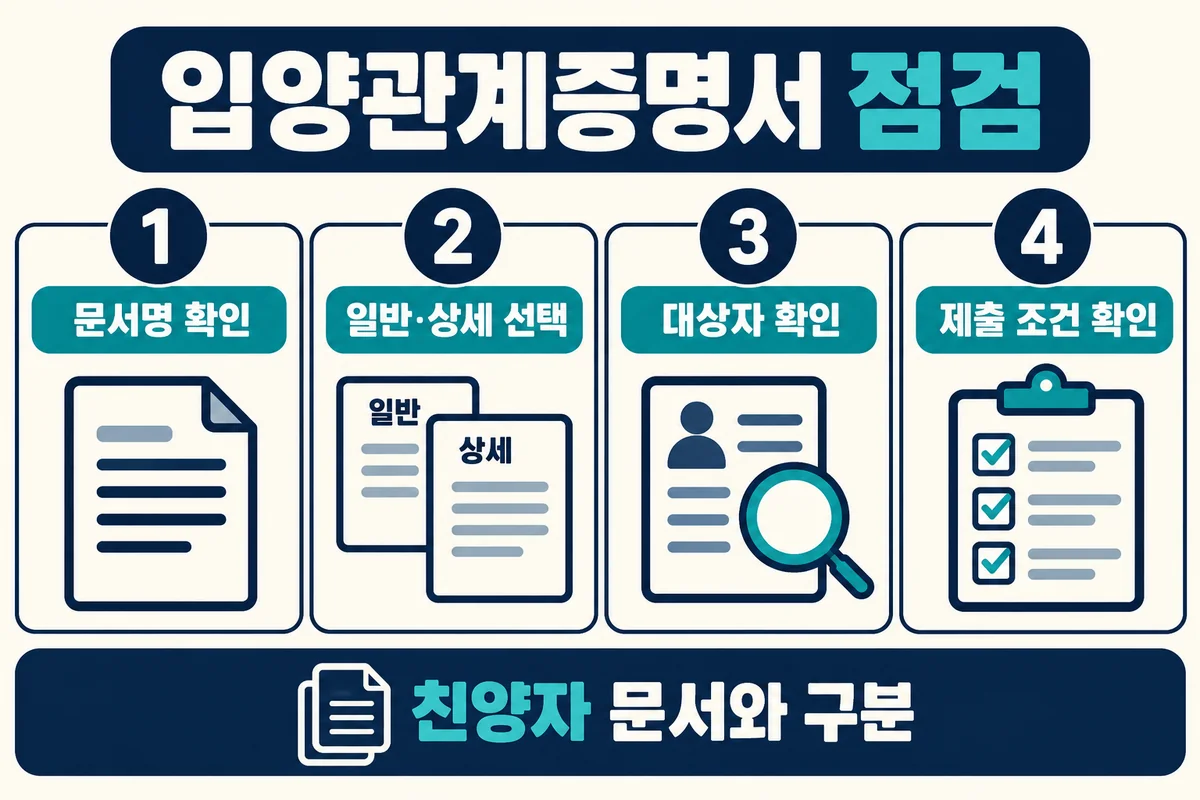 입양관계증명서 점검
1
문서명 확인
2
일반·상세 선택
일반
상세
3
대상자 확인
4
제출 조건 확인
친양자 문서와 구분